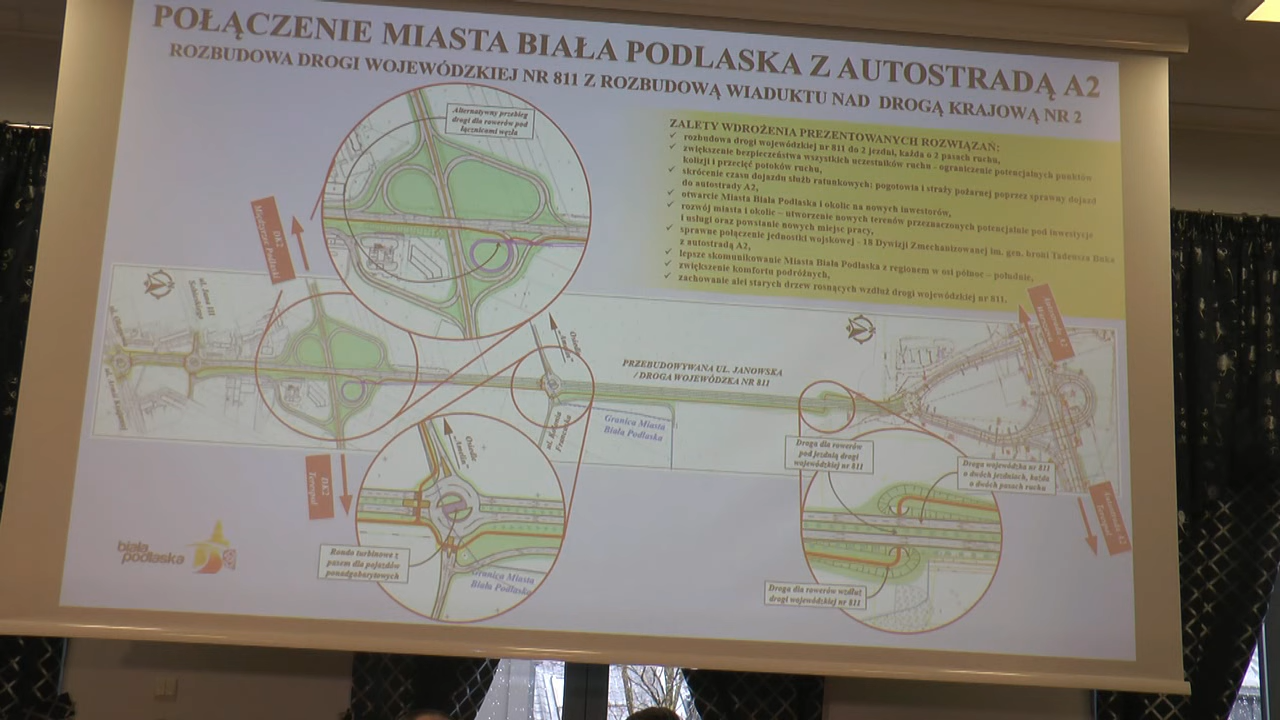 POŁĄCZENIE MIASTA BIAŁA PODLASKA Z AUTOSTRADĄ A2
ROZBUDOWA DROGI WOJEWÓDZKIEJ NR 811 Z ROZBUDOWĄ WIADUKTU NAD DROGĄ KRAJOWĄ NR 2
Alternatywny przebieg
drogi dla rowerów pod
łącznicami węzła
ZALETY WDROŻENIA PREZENTOWANYCH ROZWIĄZAŃ:
rozbudowa drogi wojewódzkiej nr 811 do 2 jezdni, każda o 2 pasach ruchu,
zwiększenie bezpieczeństwa wszystkich uczestników ruchu - ograniczenie potencjalnych punktów
kolizji i przecięć potoków ruchu,
skrócenie czasu dojazdu służb ratunkowych: pogotowia i straży pożarnej poprzez sprawny dojazd
do autostrady A2,
otwarcie Miasta Biała Podlaska i okolic na nowych inwestorów,
rozwój miasta i okolic – utworzenie nowych terenów przeznaczonych potencjalnie pod inwestycje
i usługi oraz powstanie nowych miejsc pracy,
sprawne połączenie jednostki wojskowej - 18 Dywizji Zmechanizowanej im. gen. broni Tadeusza Buka
z autostradą A2,
lepsze skomunikowanie Miasta Biała Podlaska z regionem w osi północ – południe,
zwiększenie komfortu podróżnych,
zachowanie alei starych drzew rosnących wzdłuż drogi wojewódzkiej nr 811.
DK2
Międzyrzec Podlaski
ul. Jana III
Sobieskiego
Osiedle
PRZEBUDOWYWANA UL. JANOWSKA
/ DROGA WOJEWÓDZKA NR 811
Granica Miasta
Biała Podlaska
Droga dla rowerów
pod jezdnią drogi
wojewódzkiej nr 811
Droga wojewódzka nr 811
o dwóch jezdniach, każda
o dwóch pasach ruchu
DK2
Terespol
Osiedle
Rondo turbinowe z
pasem dla pojazdów
ponadgabarytowych
Granica Miasta
Biała Podlaska
Droga dla rowerów wzdłuż
drogi wojewódzkiej nr 811
biała
podlaska